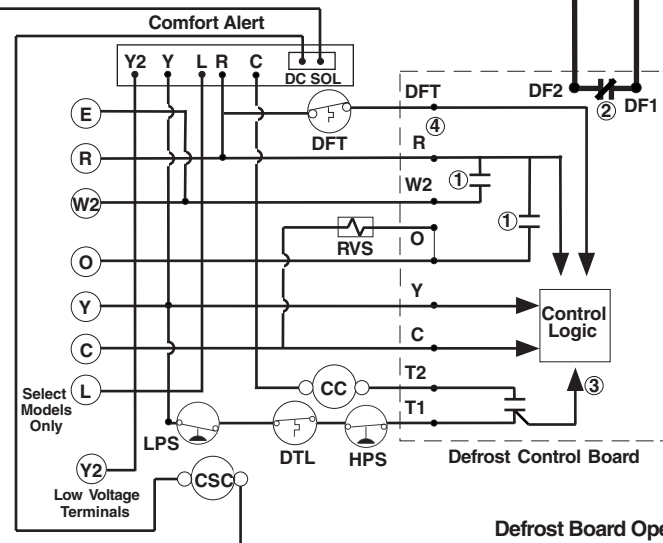 Comfort Alert
Y2 Y L R C
DC SOL
DFT
DF2
DF1
②
E
DFT
④
R
R
①
W2
W2
①
RVS
O
O
Y
Y
Control
Logic
C
C
T2
CC
③
Select
Models
Only
L
T1
LPS
DTL
HPS
Defrost Control Board
Y2
CSC
Low Voltage
Terminals
Defrost Board Ope